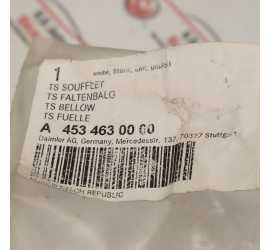 1
TS SOUFFLET
TS FALTENBALG
TS BELLOW
TS FUELLE
A 453 463 00 00
Daimler AG, Germany, Mercedesstr. 137, 70327 Stuttgart
CZECH REPUBLIC